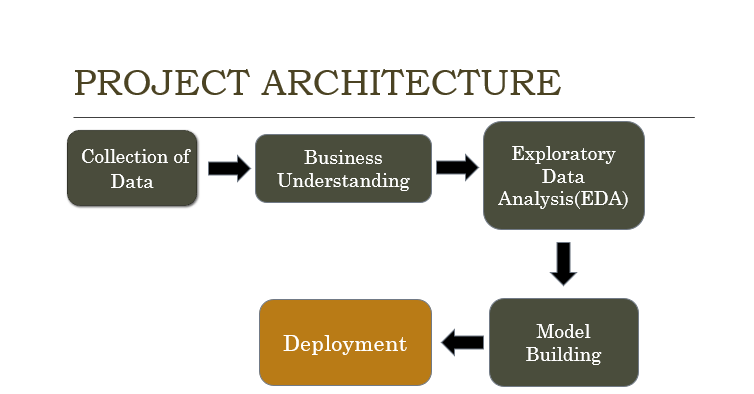 PROJECT ARCHITECTURE
Collection of
Data
Business
Understanding
Exploratory
Data
Analysis(EDA)
Model
Building
Deployment